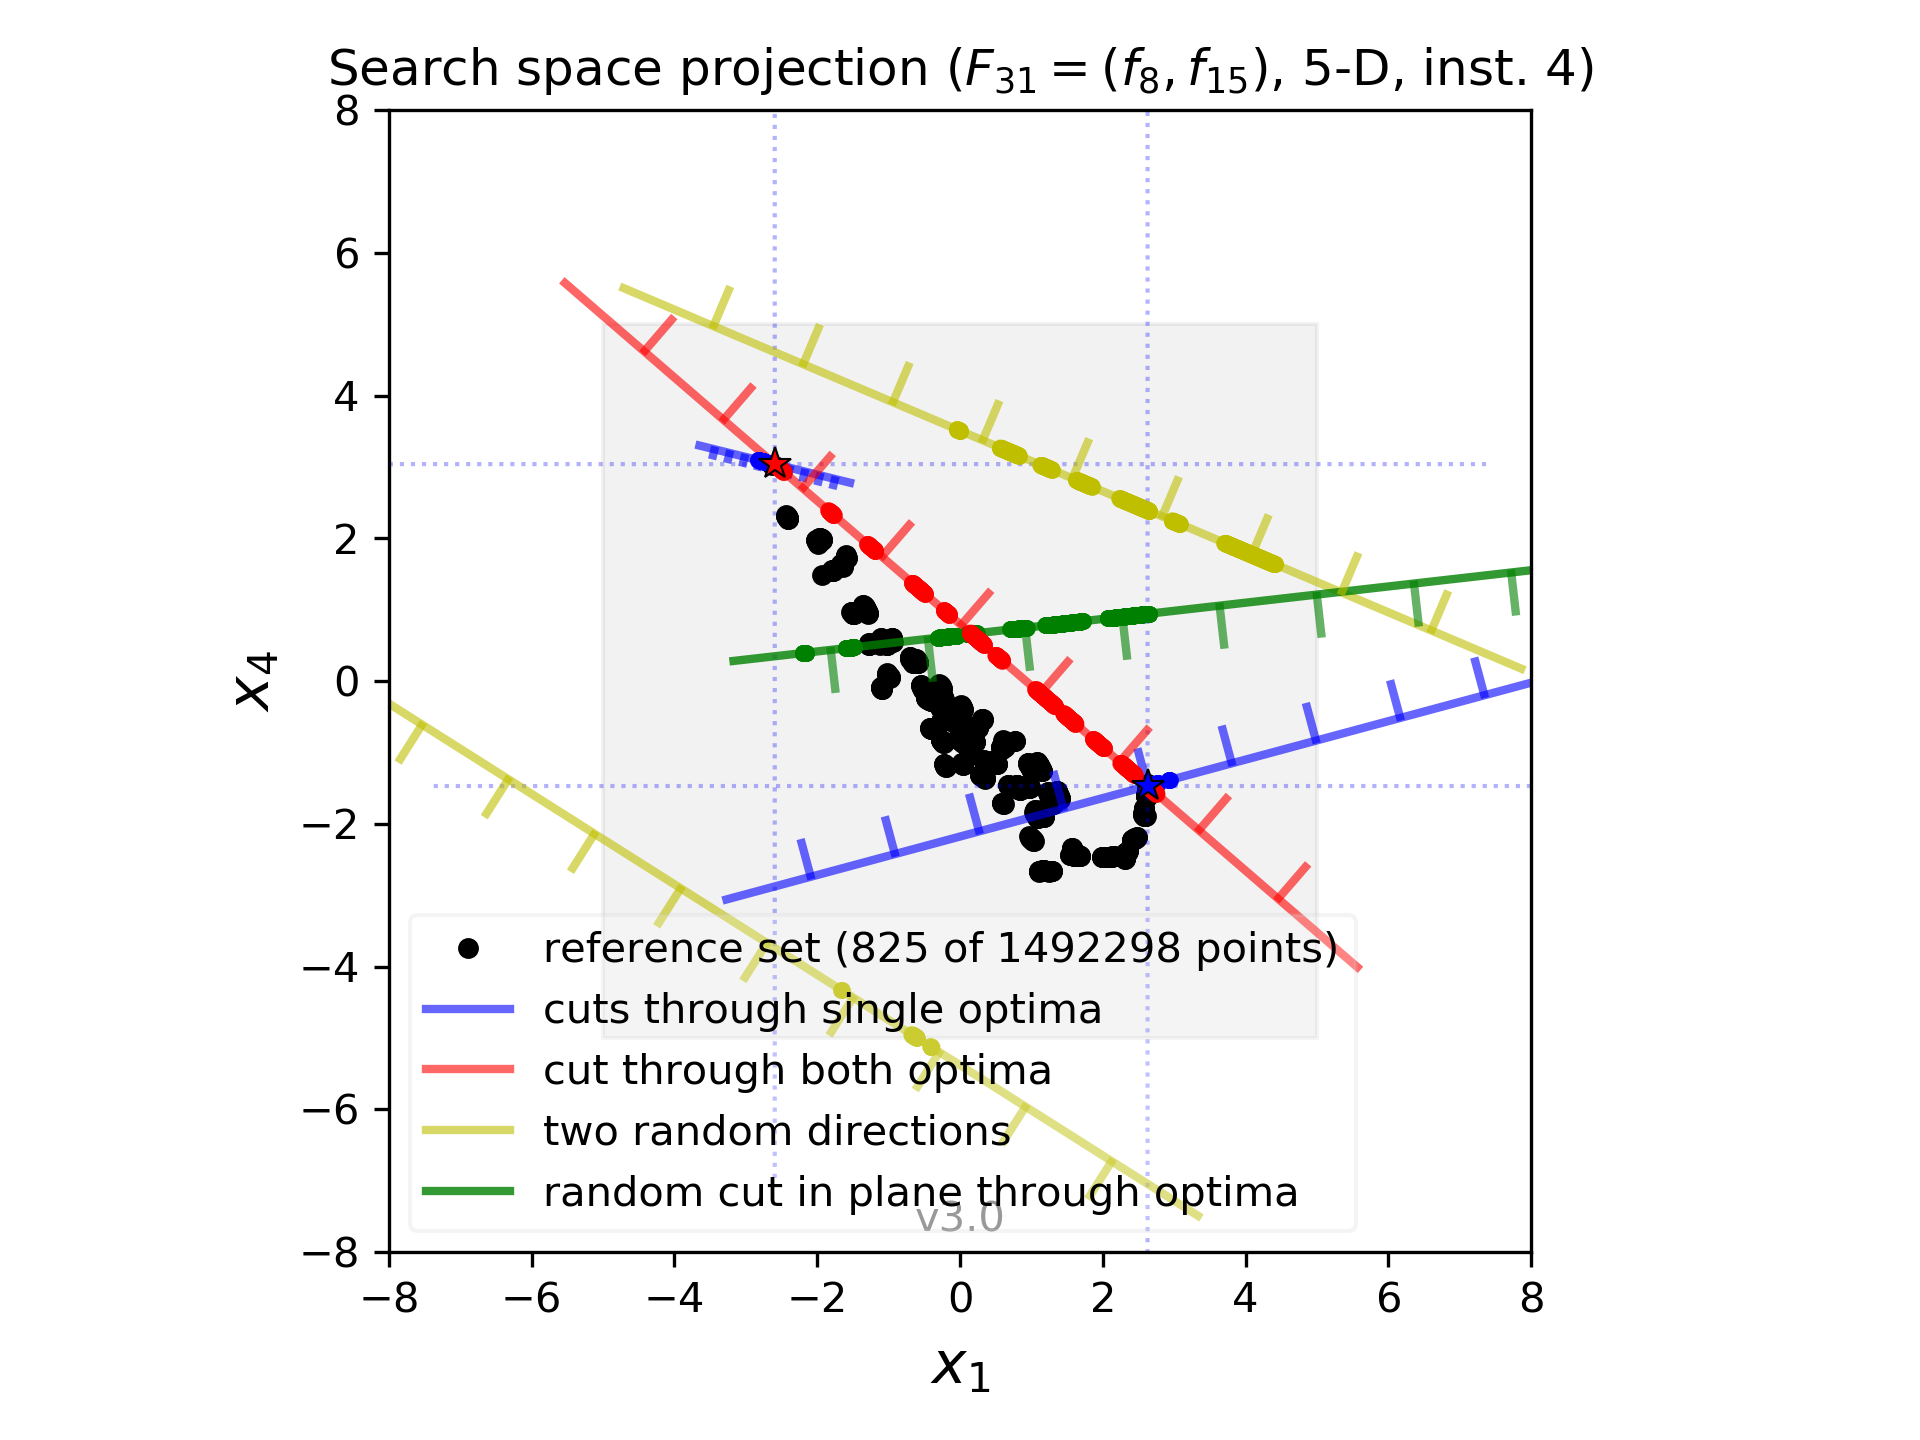 Search space projection (F₃₁ = (f₈, f₁₅), 5-D, inst. 4)
8
6
4
2
0
−2
−4
−6
−8
x₄
reference set (825 of 1492298 points)
cuts through single optima
cut through both optima
two random directions
random cut in plane through optima
v3.0
−8 −6 −4 −2 0 2 4 6 8
x₁